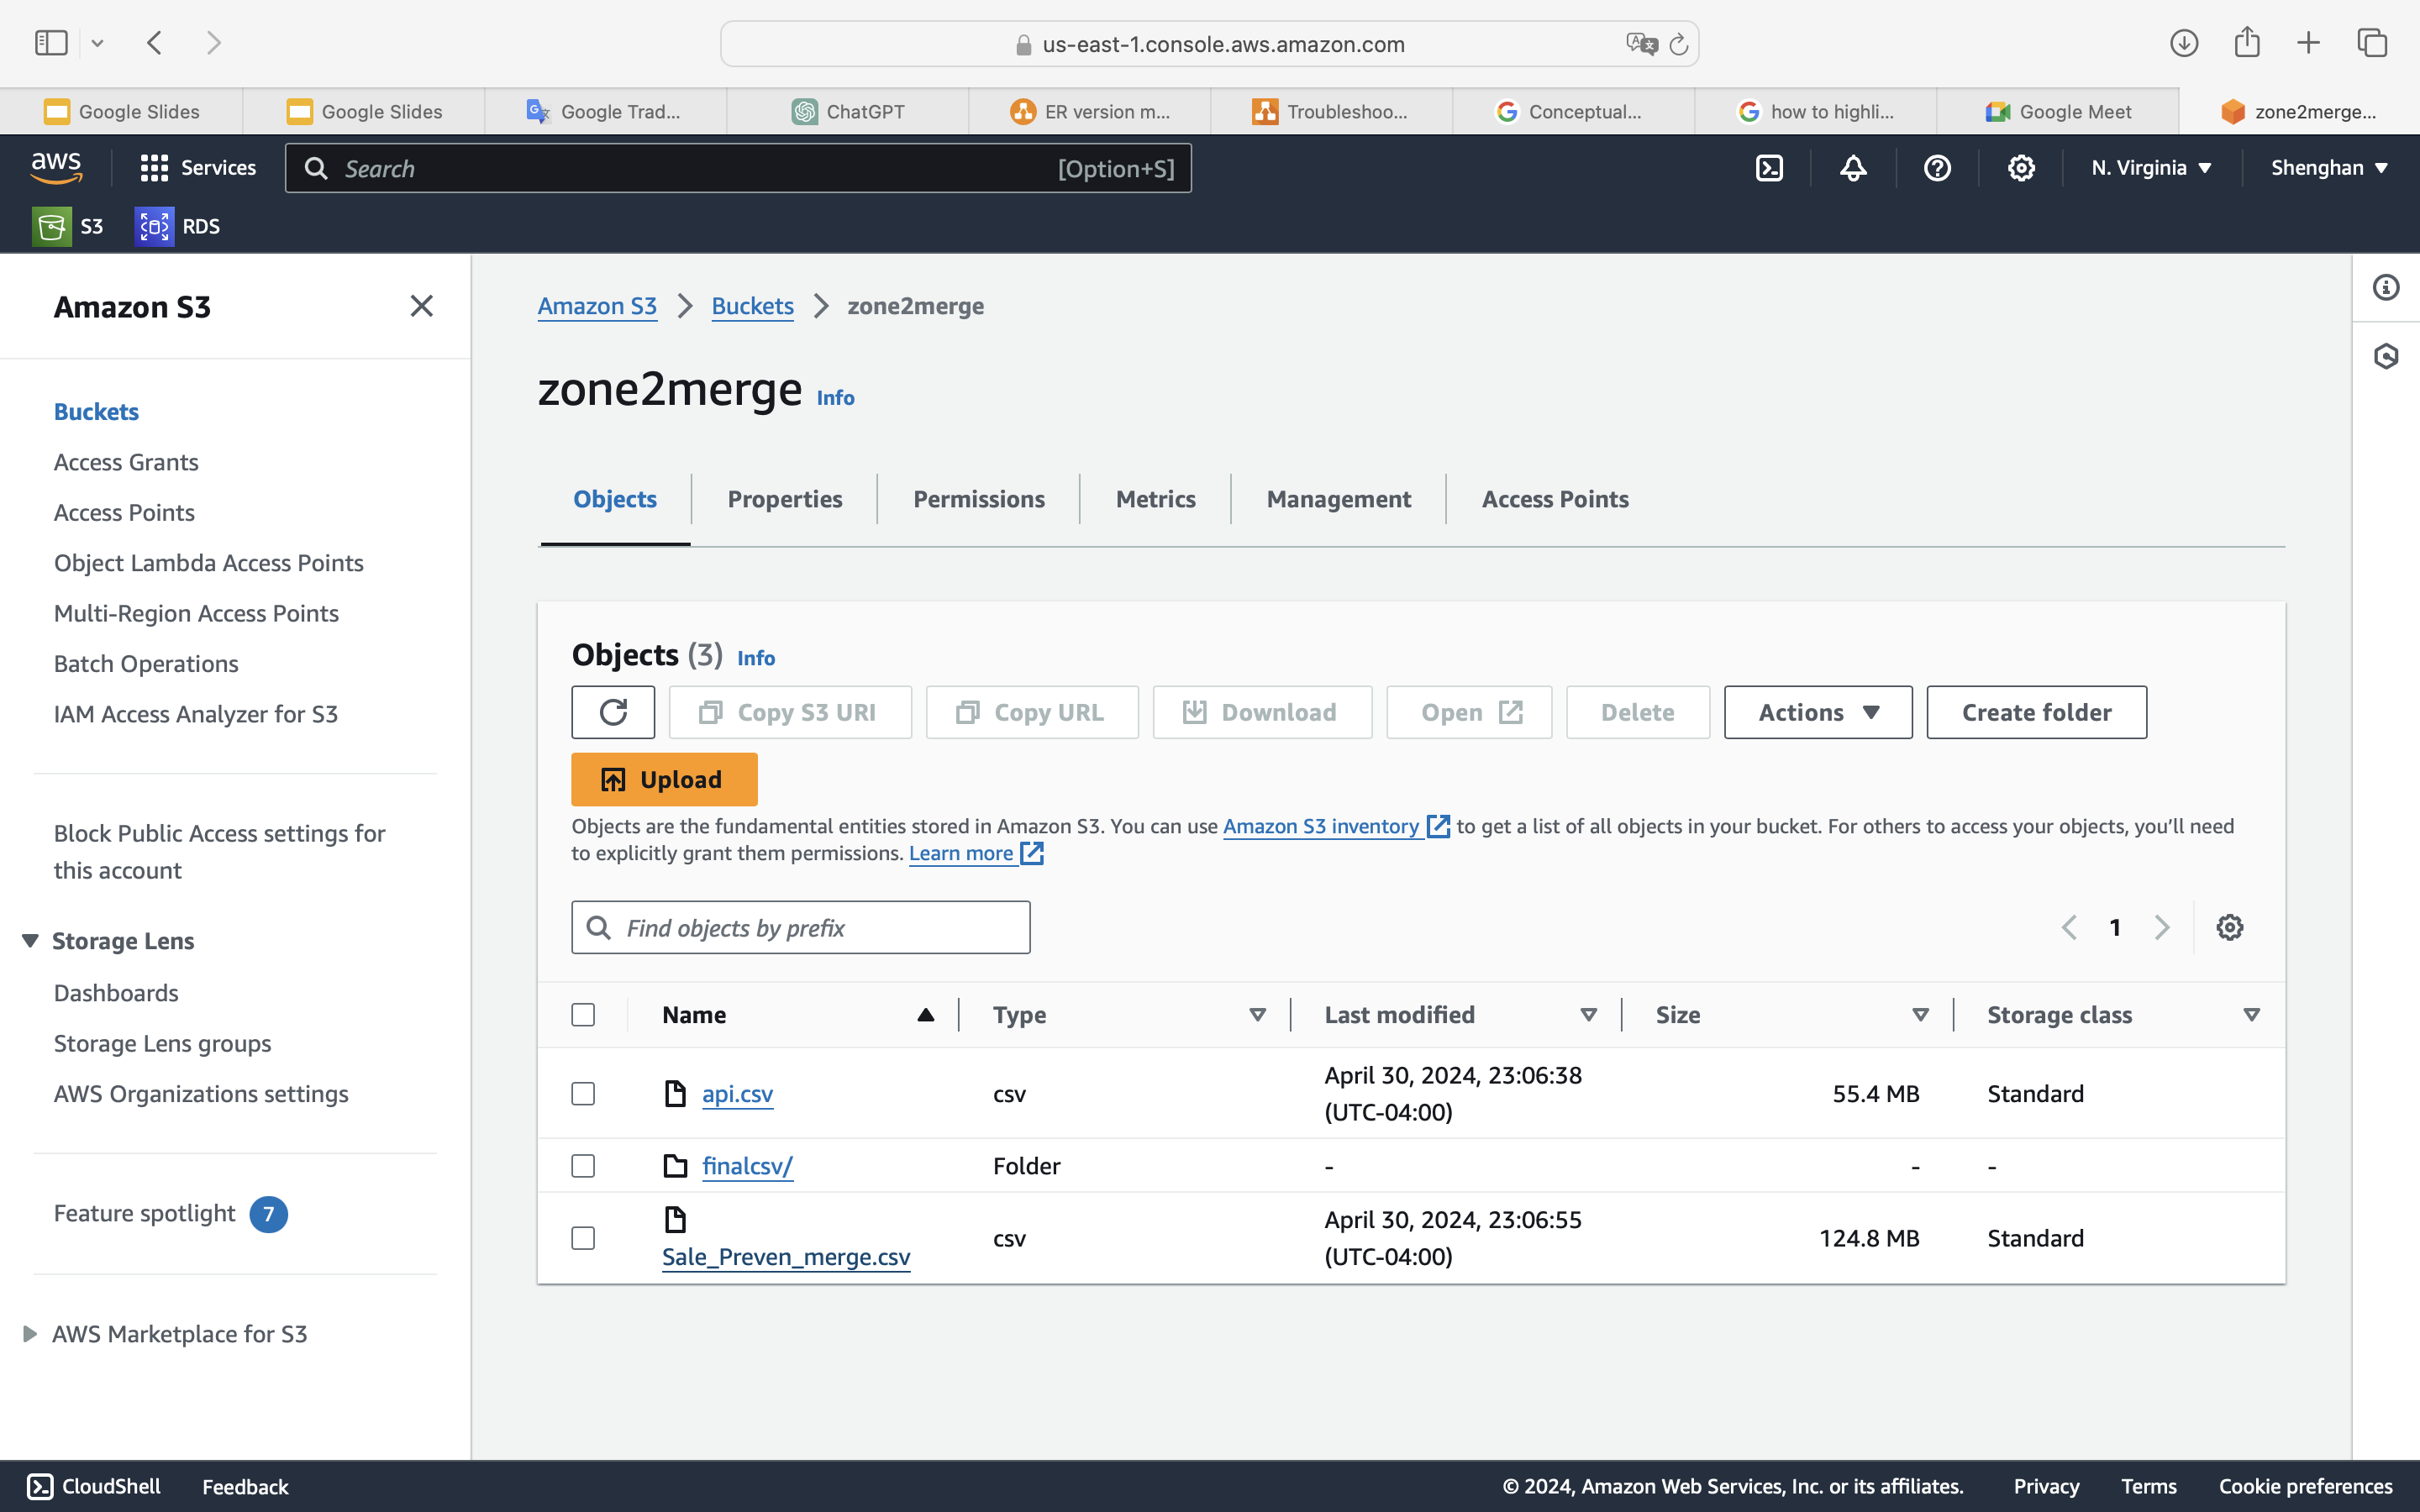 us-east-1.console.aws.amazon.com
Google Slides
Google Slides
Google Trad...
ChatGPT
ER version m...
Troubleshoo...
Conceptual...
how to highli...
Google Meet
zone2merge...
aws
Services
Search
[Option+S]
N. Virginia
Shenghan
S3
RDS
Amazon S3
Buckets
Access Grants
Access Points
Object Lambda Access Points
Multi-Region Access Points
Batch Operations
IAM Access Analyzer for S3
Block Public Access settings for
this account
Storage Lens
Dashboards
Storage Lens groups
AWS Organizations settings
Feature spotlight 7
AWS Marketplace for S3
Amazon S3 > Buckets > zone2merge
zone2merge Info
Objects
Properties
Permissions
Metrics
Management
Access Points
Objects (3) Info
Copy S3 URI
Copy URL
Download
Open
Delete
Actions
Create folder
Upload
Objects are the fundamental entities stored in Amazon S3. You can use Amazon S3 inventory to get a list of all objects in your bucket. For others to access your objects, you’ll need
to explicitly grant them permissions. Learn more
Find objects by prefix
1
Name Type Last modified Size Storage class
api.csv csv April 30, 2024, 23:06:38 (UTC-04:00) 55.4 MB Standard
finalcsv/ Folder - - -
Sale_Preven_merge.csv csv April 30, 2024, 23:06:55 (UTC-04:00) 124.8 MB Standard
CloudShell
Feedback
© 2024, Amazon Web Services, Inc. or its affiliates.
Privacy
Terms
Cookie preferences